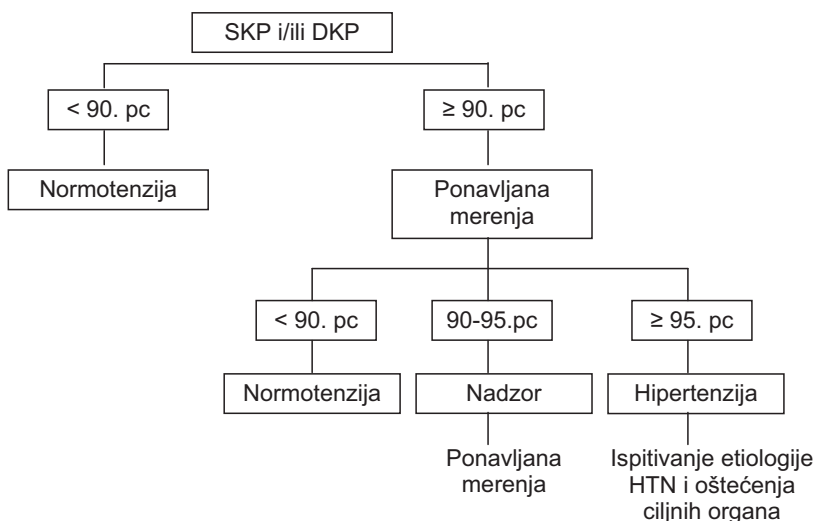 SKP i/ili DKP
< 90. pc
≥ 90. pc
Normotenzija
Ponavljana
merenja
< 90. pc
90-95.pc
≥ 95. pc
Normotenzija
Nadzor
Hipertenzija
Ponavljana
merenja
Ispitivanje etiologije
HTN i oštećenja
ciljnih organa